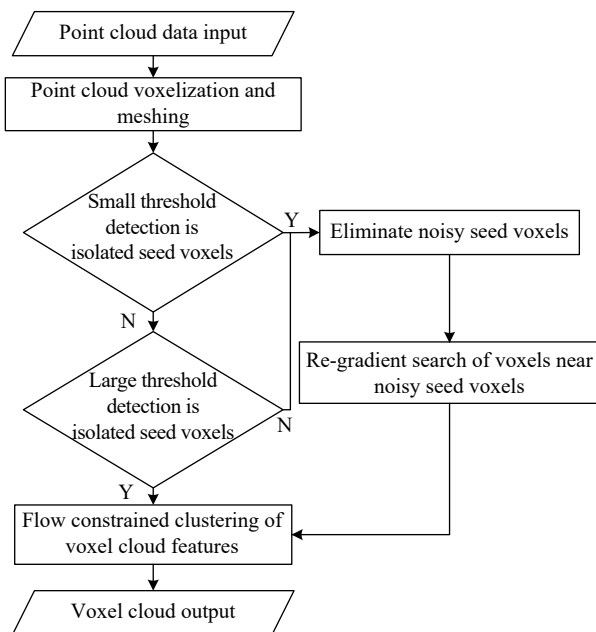 Point cloud data input
Point cloud voxelization and
meshing
Small threshold
detection is
isolated seed voxels
Y
Eliminate noisy seed voxels
N
Re-gradient search of voxels near
noisy seed voxels
Large threshold
detection is
isolated seed voxels
N
Y
Flow constrained clustering of
voxel cloud features
Voxel cloud output